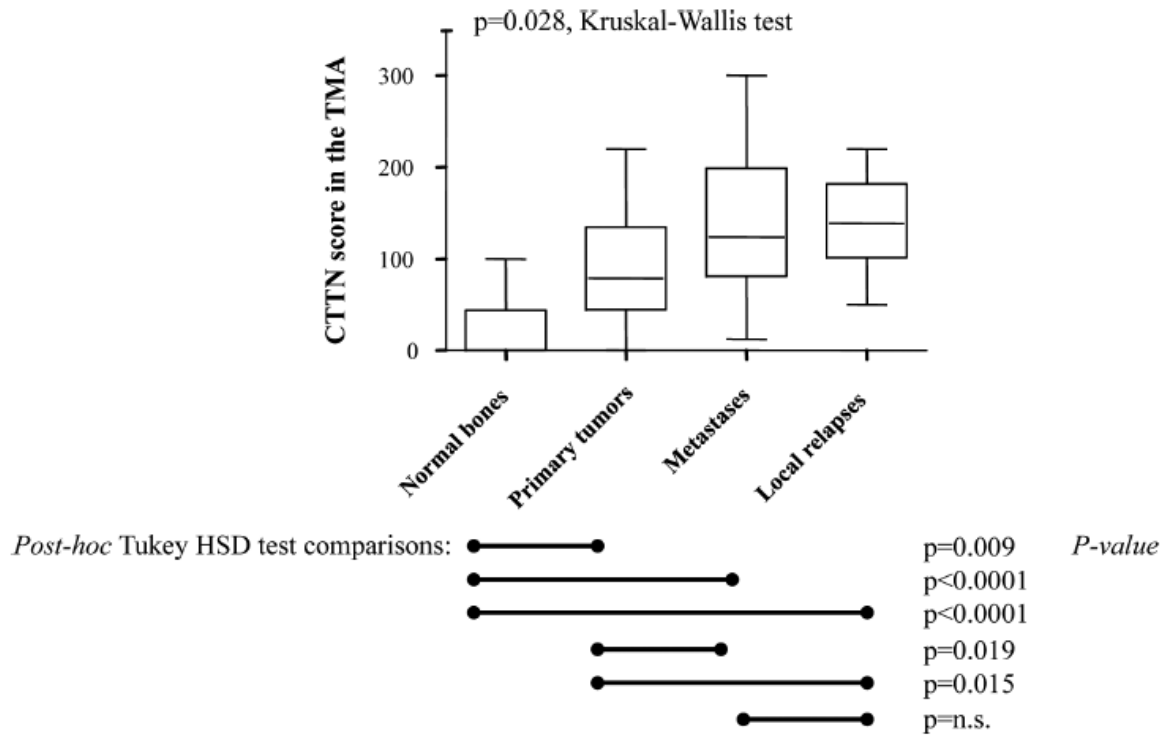 p=0.028, Kruskal-Wallis test
CTTN score in the TMA
300
200
100
0
Normal bones
Primary tumors
Metastases
Local relapses
Post-hoc Tukey HSD test comparisons: p=0.009 P-value
p<0.0001
p<0.0001
p=0.019
p=0.015
p=n.s.